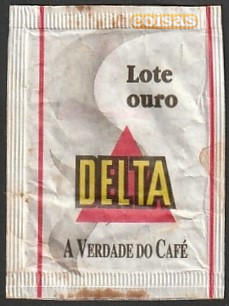 coisas
Lote
ouro
DELTA
A VERDADE DO CAFÉ